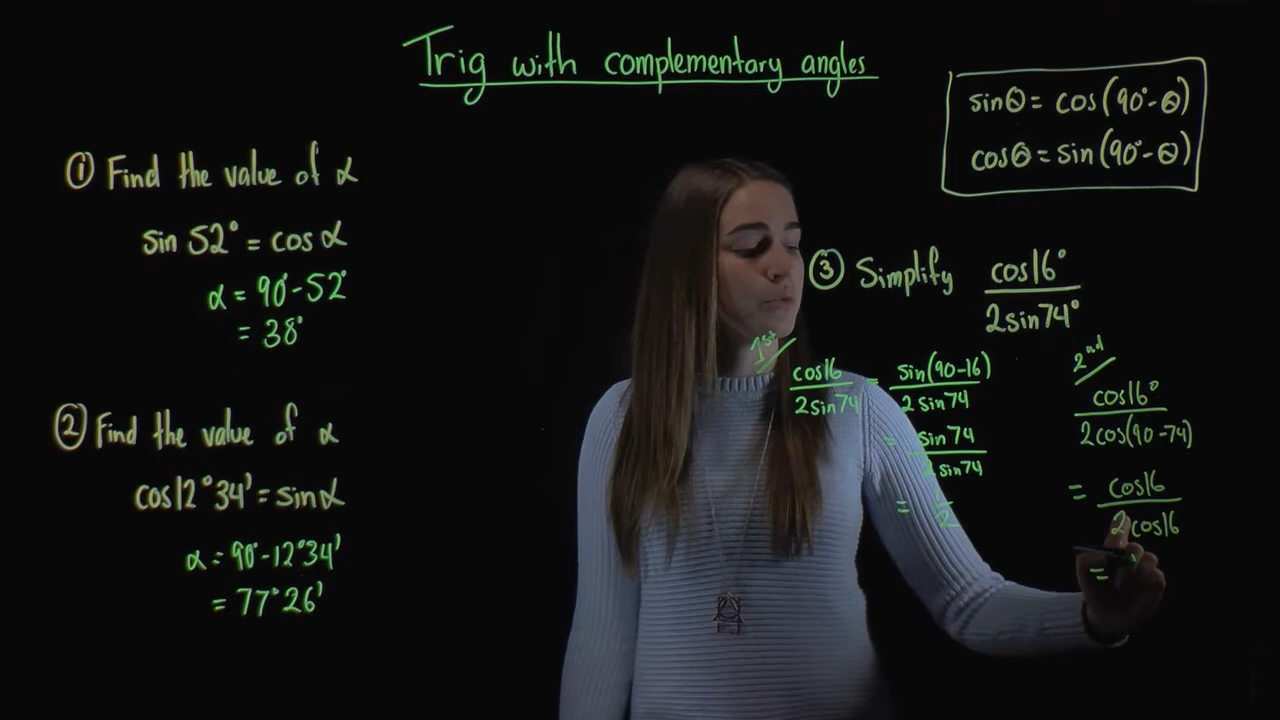 Trig with complementary angles
sinθ = cos(90°-θ)
cosθ = sin(90°-θ)
① Find the value of α
sin 52° = cos α
α = 90°-52°
= 38°
② Find the value of α
cos12°34' = sinα
α = 90°-12°34'
= 77°26'
③ Simplify cos16°
2sin74°
1st
cos16 = sin(90-16)
2sin74 2sin74
= sin74
2sin74
= 1
2
2nd
cos16°
2cos(90-74)
= cos16
2cos16
=